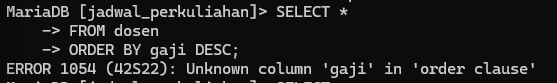 MariaDB [jadwal_perkuliahan]> SELECT *
    -> FROM dosen
    -> ORDER BY gaji DESC;
ERROR 1054 (42S22): Unknown column 'gaji' in 'order clause'